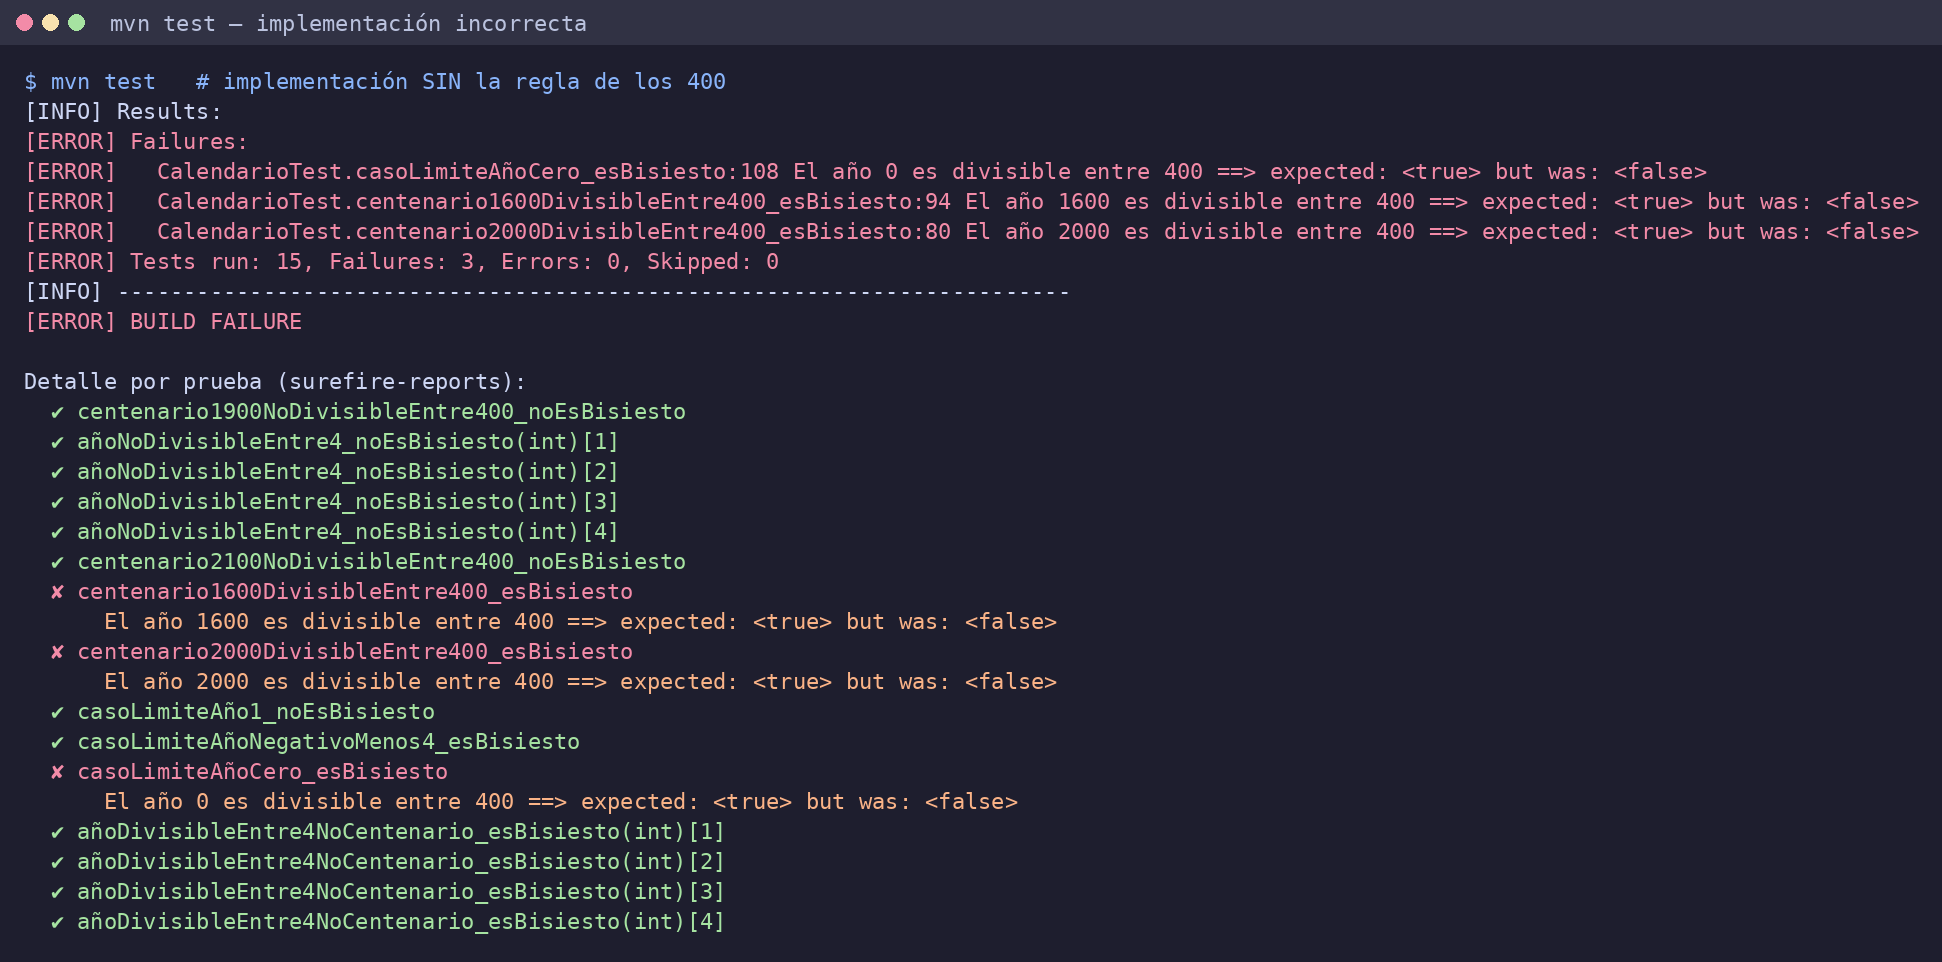 mvn test — implementación incorrecta
$ mvn test   # implementación SIN la regla de los 400
[INFO] Results:
[ERROR] Failures:
[ERROR]   CalendarioTest.casoLimiteAñoCero_esBisiesto:108 El año 0 es divisible entre 400 ==> expected: <true> but was: <false>
[ERROR]   CalendarioTest.centenario1600DivisibleEntre400_esBisiesto:94 El año 1600 es divisible entre 400 ==> expected: <true> but was: <false>
[ERROR]   CalendarioTest.centenario2000DivisibleEntre400_esBisiesto:80 El año 2000 es divisible entre 400 ==> expected: <true> but was: <false>
[ERROR] Tests run: 15, Failures: 3, Errors: 0, Skipped: 0
[INFO] ------------------------------------------------------------------------
[ERROR] BUILD FAILURE

Detalle por prueba (surefire-reports):
  ✔ centenario1900NoDivisibleEntre400_noEsBisiesto
  ✔ añoNoDivisibleEntre4_noEsBisiesto(int)[1]
  ✔ añoNoDivisibleEntre4_noEsBisiesto(int)[2]
  ✔ añoNoDivisibleEntre4_noEsBisiesto(int)[3]
  ✔ añoNoDivisibleEntre4_noEsBisiesto(int)[4]
  ✔ centenario2100NoDivisibleEntre400_noEsBisiesto
  ✘ centenario1600DivisibleEntre400_esBisiesto
      El año 1600 es divisible entre 400 ==> expected: <true> but was: <false>
  ✘ centenario2000DivisibleEntre400_esBisiesto
      El año 2000 es divisible entre 400 ==> expected: <true> but was: <false>
  ✔ casoLimiteAño1_noEsBisiesto
  ✔ casoLimiteAñoNegativoMenos4_esBisiesto
  ✘ casoLimiteAñoCero_esBisiesto
      El año 0 es divisible entre 400 ==> expected: <true> but was: <false>
  ✔ añoDivisibleEntre4NoCentenario_esBisiesto(int)[1]
  ✔ añoDivisibleEntre4NoCentenario_esBisiesto(int)[2]
  ✔ añoDivisibleEntre4NoCentenario_esBisiesto(int)[3]
  ✔ añoDivisibleEntre4NoCentenario_esBisiesto(int)[4]